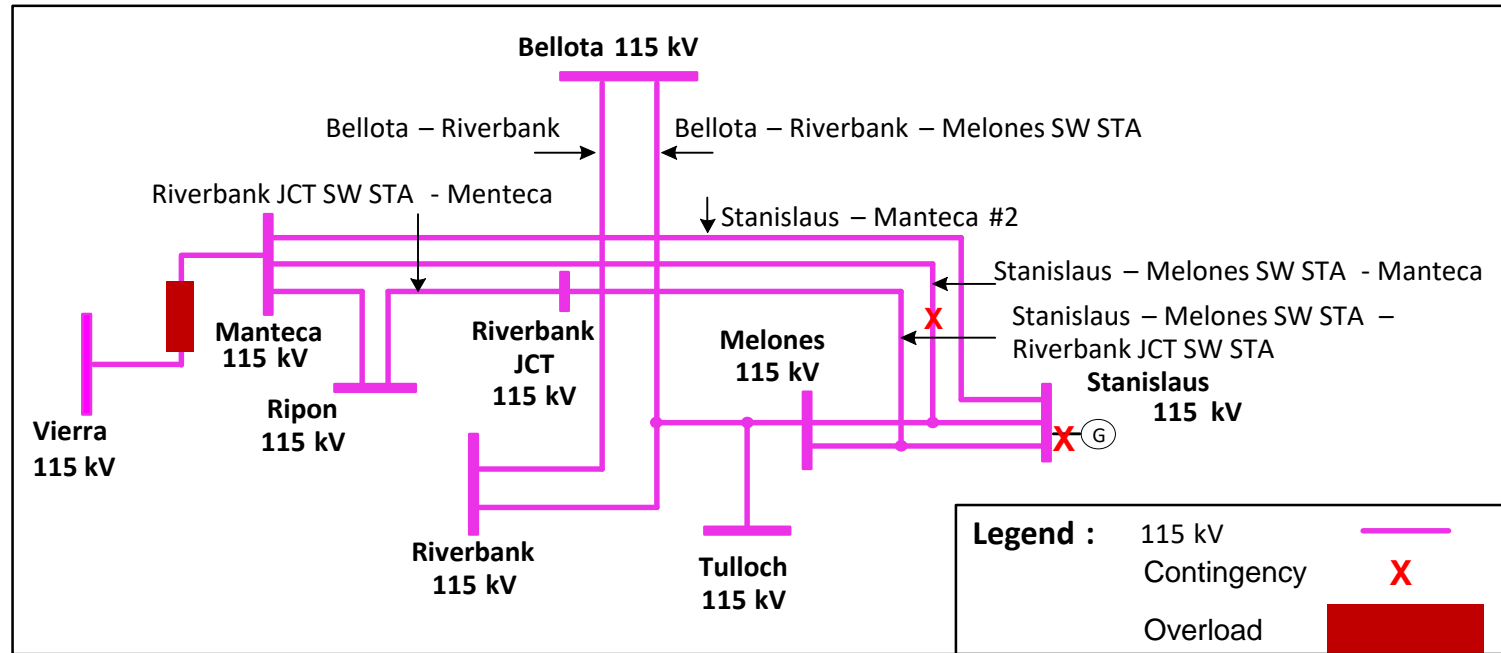 Bellota 115 kV
Bellota – Riverbank
Bellota – Riverbank – Melones SW STA
Riverbank JCT SW STA - Menteca
Stanislaus – Manteca #2
Stanislaus – Melones SW STA - Manteca
Stanislaus – Melones SW STA –
Riverbank JCT SW STA
Manteca
115 kV
Riverbank
JCT
115 kV
Melones
115 kV
Stanislaus
115 kV
Ripon
115 kV
Vierra
115 kV
X
X
G
Riverbank
115 kV
Tulloch
115 kV
Legend :
115 kV
Contingency X
Overload